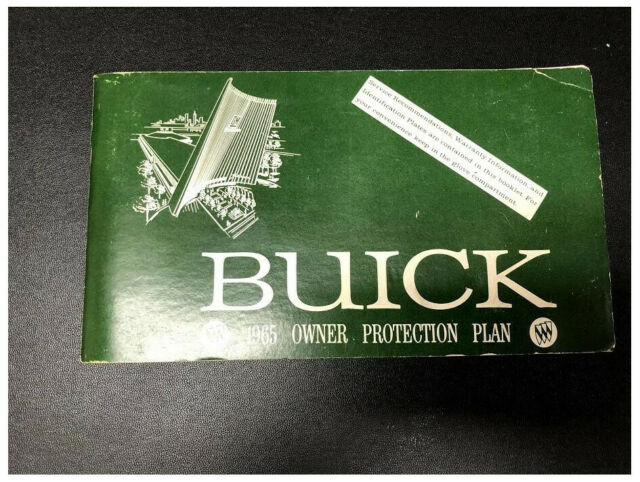 Service Recommendations, Warranty Information, and
Identification Plates are contained in this booklet. For
your convenience keep in the glove compartment.
BUICK
1965 OWNER PROTECTION PLAN